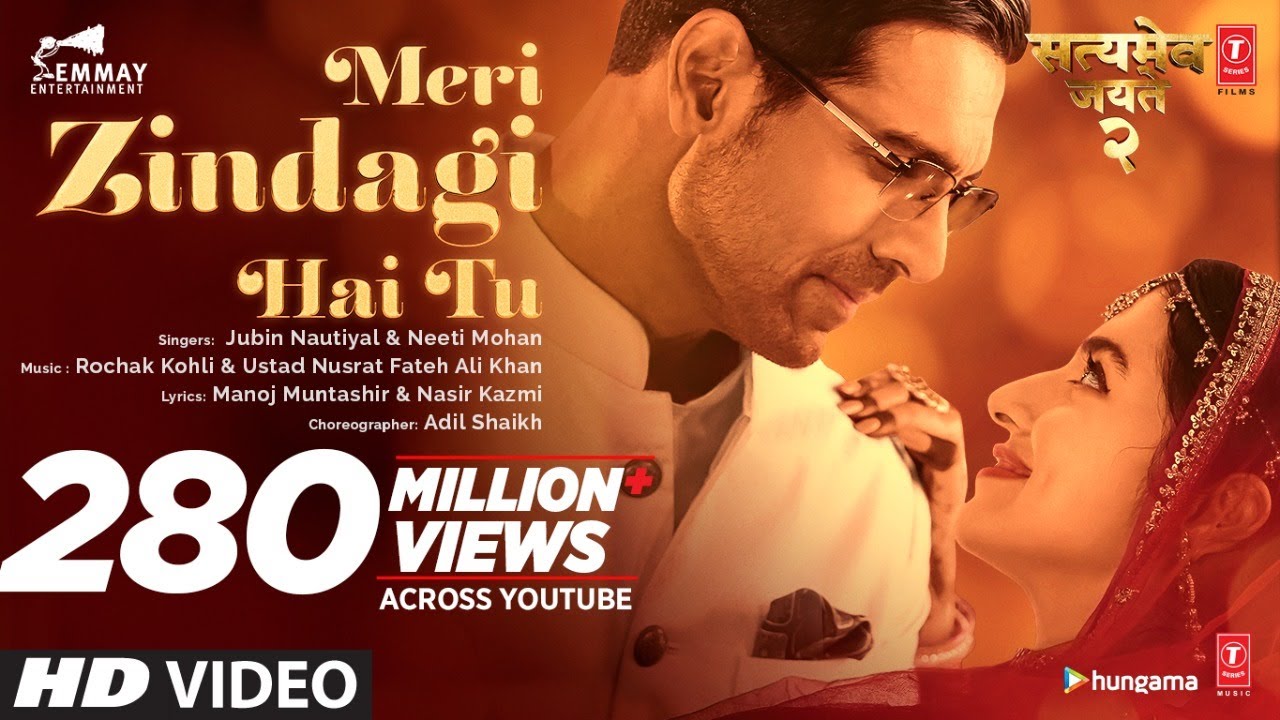 EMMAY
ENTERTAINMENT
Meri
Zindagi
Hai Tu
Singers: Jubin Nautiyal & Neeti Mohan
Music : Rochak Kohli & Ustad Nusrat Fateh Ali Khan
Lyrics: Manoj Muntashir & Nasir Kazmi
Choreographer: Adil Shaikh
280 MILLION+
VIEWS
ACROSS YOUTUBE
HD VIDEO
सत्यमेव
जयते
२
T
SERIES
FILMS
hungama
T
SERIES
MUSIC